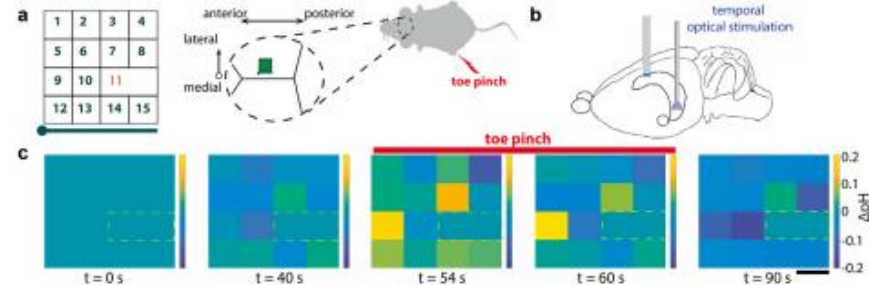 a
1 2 3 4
5 6 7 8
9 10 11
12 13 14 15
anterior posterior
lateral
medial
toe pinch
b
temporal
optical stimulation
c
toe pinch
0.2
0.1
0
-0.1
-0.2
ΔpH
t = 0 s t = 40 s t = 54 s t = 60 s t = 90 s